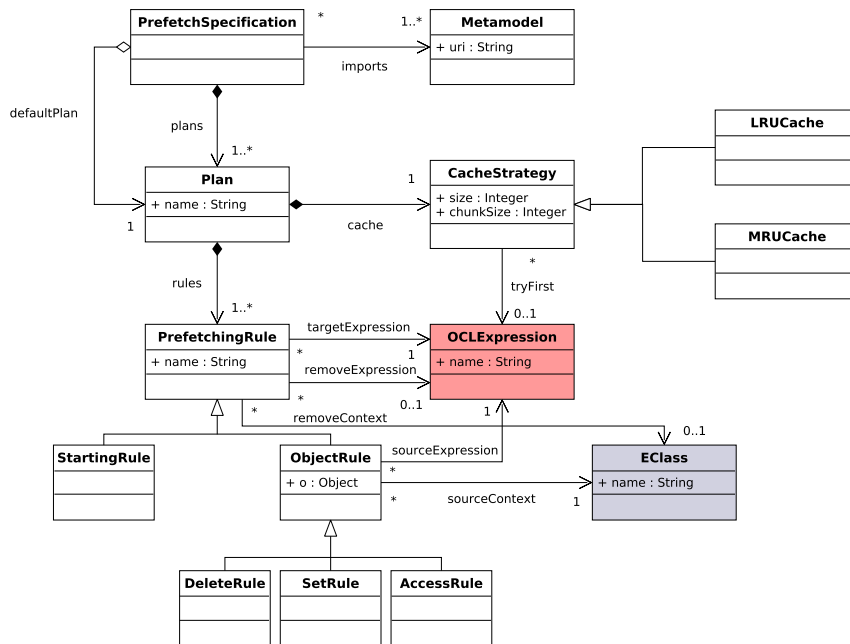 PrefetchSpecification
*
1..*
Metamodel
+ uri : String
imports
defaultPlan
plans
1..*
Plan
+ name : String
1
1
cache
CacheStrategy
+ size : Integer
+ chunkSize : Integer
LRUCache
MRUCache
*
tryFirst
0..1
rules
1..*
PrefetchingRule
+ name : String
targetExpression
*
1
removeExpression
*
0..1
OCLExpression
+ name : String
*
removeContext
0..1
1
StartingRule
ObjectRule
+ o : Object
sourceExpression
*
*
sourceContext
1
EClass
+ name : String
DeleteRule
SetRule
AccessRule